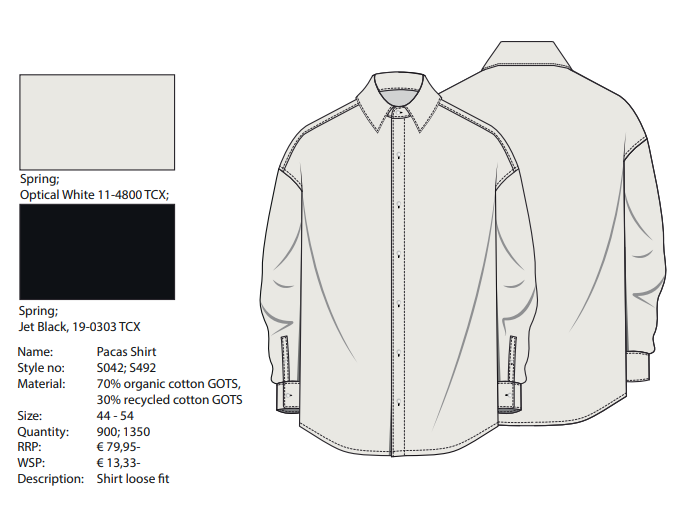 Spring;
Optical White 11-4800 TCX;
Spring;
Jet Black, 19-0303 TCX
Name: Pacas Shirt
Style no: S042; S492
Material: 70% organic cotton GOTS,
30% recycled cotton GOTS
Size: 44 - 54
Quantity: 900; 1350
RRP: € 79,95-
WSP: € 13,33-
Description: Shirt loose fit